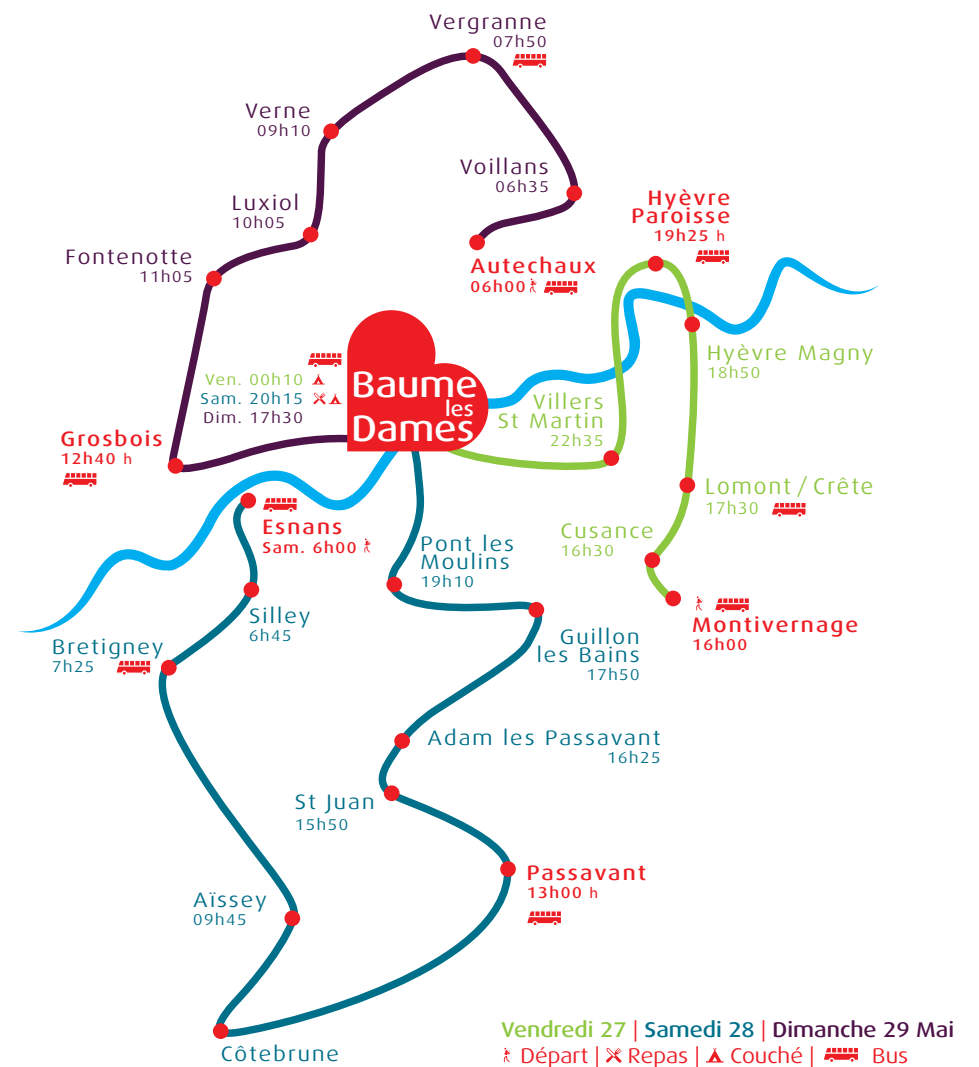 Vergranne
07h50
Verne
09h10
Voillans
06h35
Luxiol
10h05
Hyèvre
Paroisse
19h25 h
Fontenotte
11h05
Autechaux
06h00
Hyèvre Magny
18h50
Ven. 00h10
Sam. 20h15
Dim. 17h30
Baume
les
Dames
Villers
St Martin
22h35
Grosbois
12h40 h
Lomont / Crête
17h30
Esnans
Sam. 6h00
Cusance
16h30
Pont les
Moulins
19h10
Silley
6h45
Montivernage
16h00
Bretigney
7h25
Guillon
les Bains
17h50
Adam les Passavant
16h25
St Juan
15h50
Passavant
13h00 h
Aïssey
09h45
Côtebrune
Vendredi 27 | Samedi 28 | Dimanche 29 Mai
Départ | Repas | Couché | Bus